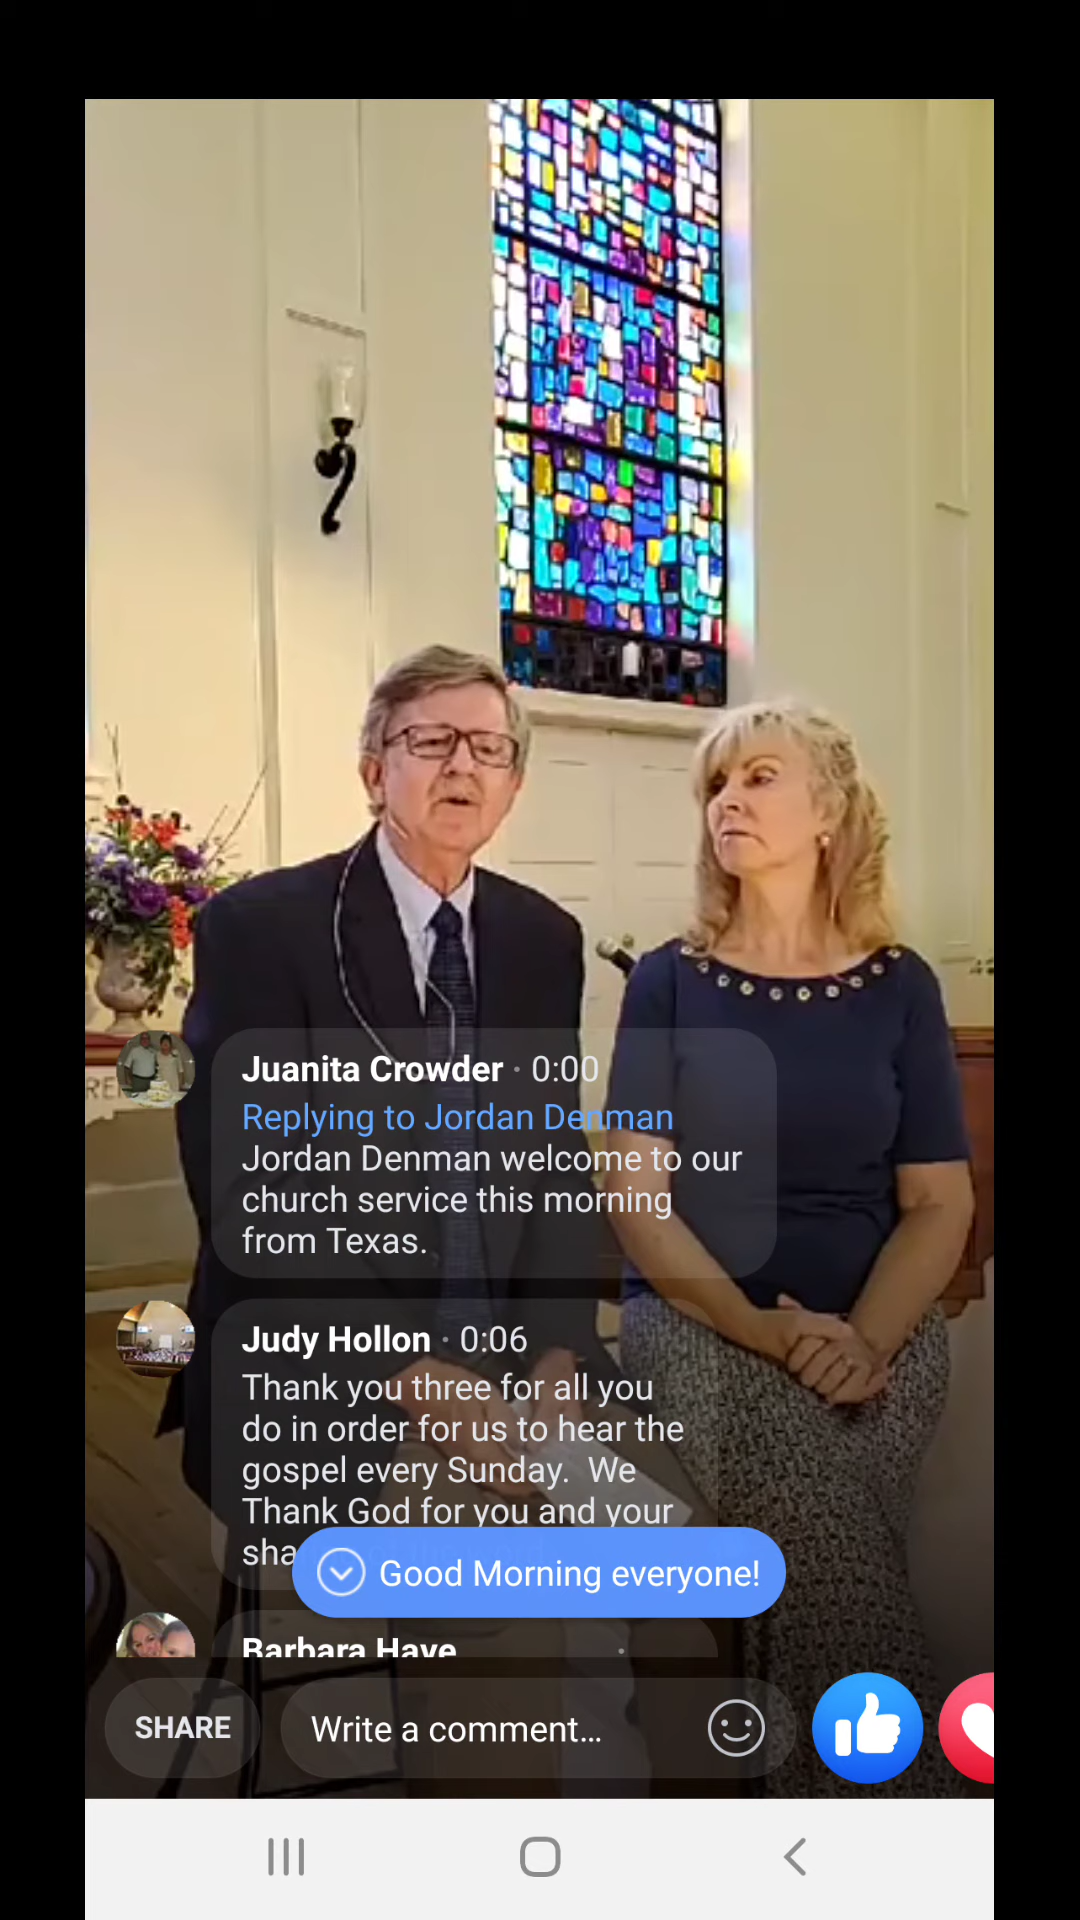 Juanita Crowder · 0:00
Replying to Jordan Denman
Jordan Denman welcome to our
church service this morning
from Texas.
Judy Hollon · 0:06
Thank you three for all you
do in order for us to hear the
gospel every Sunday. We
Thank God for you and your
Good Morning everyone!
Barbara Haye
SHARE
Write a comment...